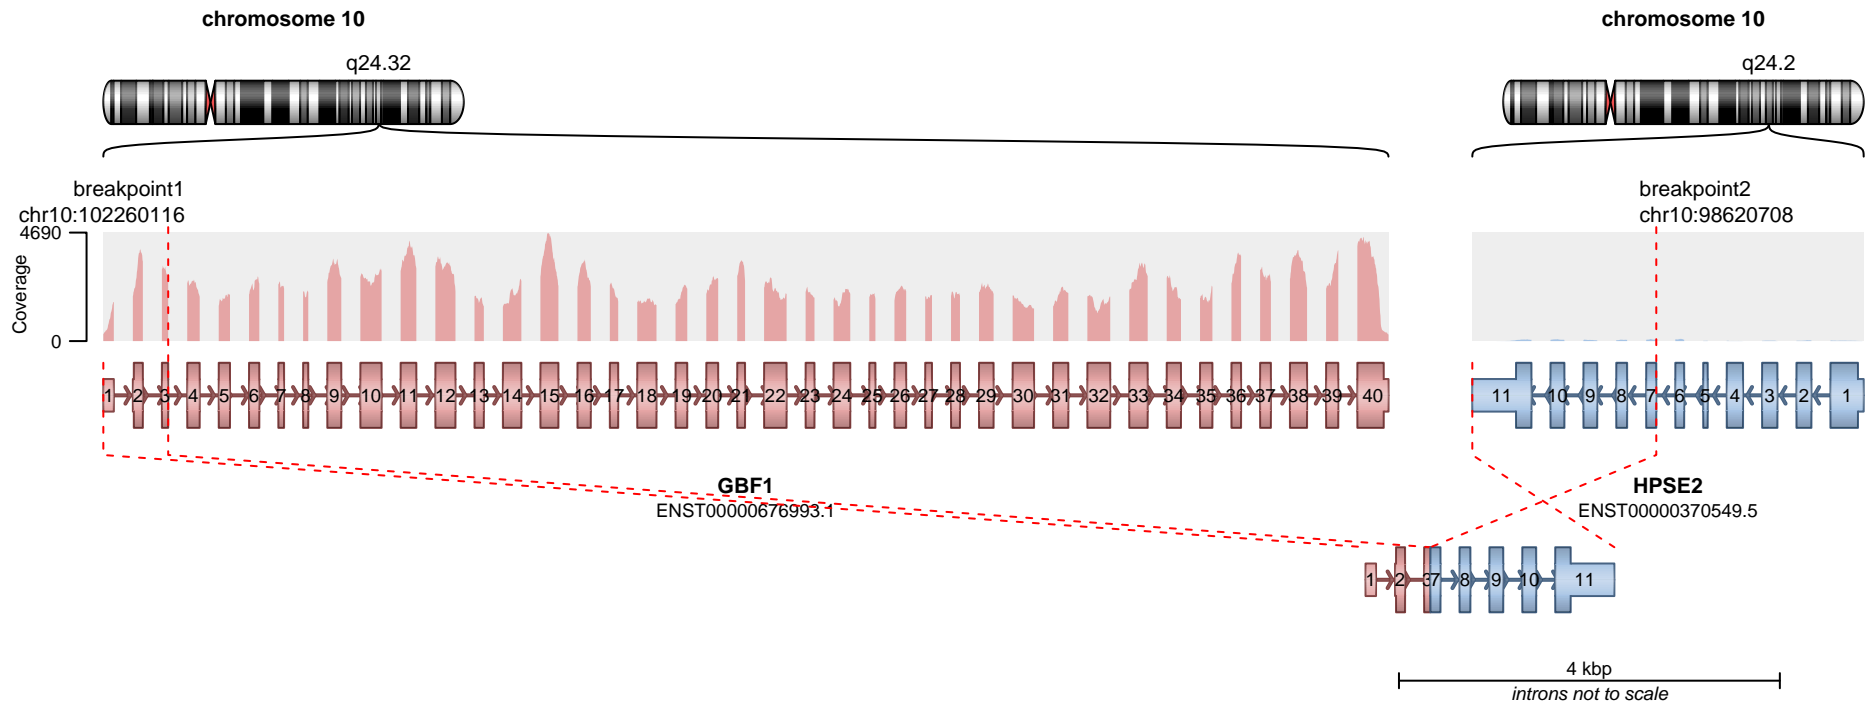 chromosome 10
chromosome 10
q24.32
q24.2
breakpoint1
chr10:102260116
breakpoint2
chr10:98620708
4690
0
Coverage
1 2 3 4 5 6 7 8 9 10 11 12 13 14 15 16 17 18 19 20 21 22 23 24 25 26 27 28 29 30 31 32 33 34 35 36 37 38 39 40
11 10 9 8 7 6 5 4 3 2 1
GBF1
ENST00000676993.1
HPSE2
ENST00000370549.5
1 2 3 7 8 9 10 11
4 kbp
introns not to scale